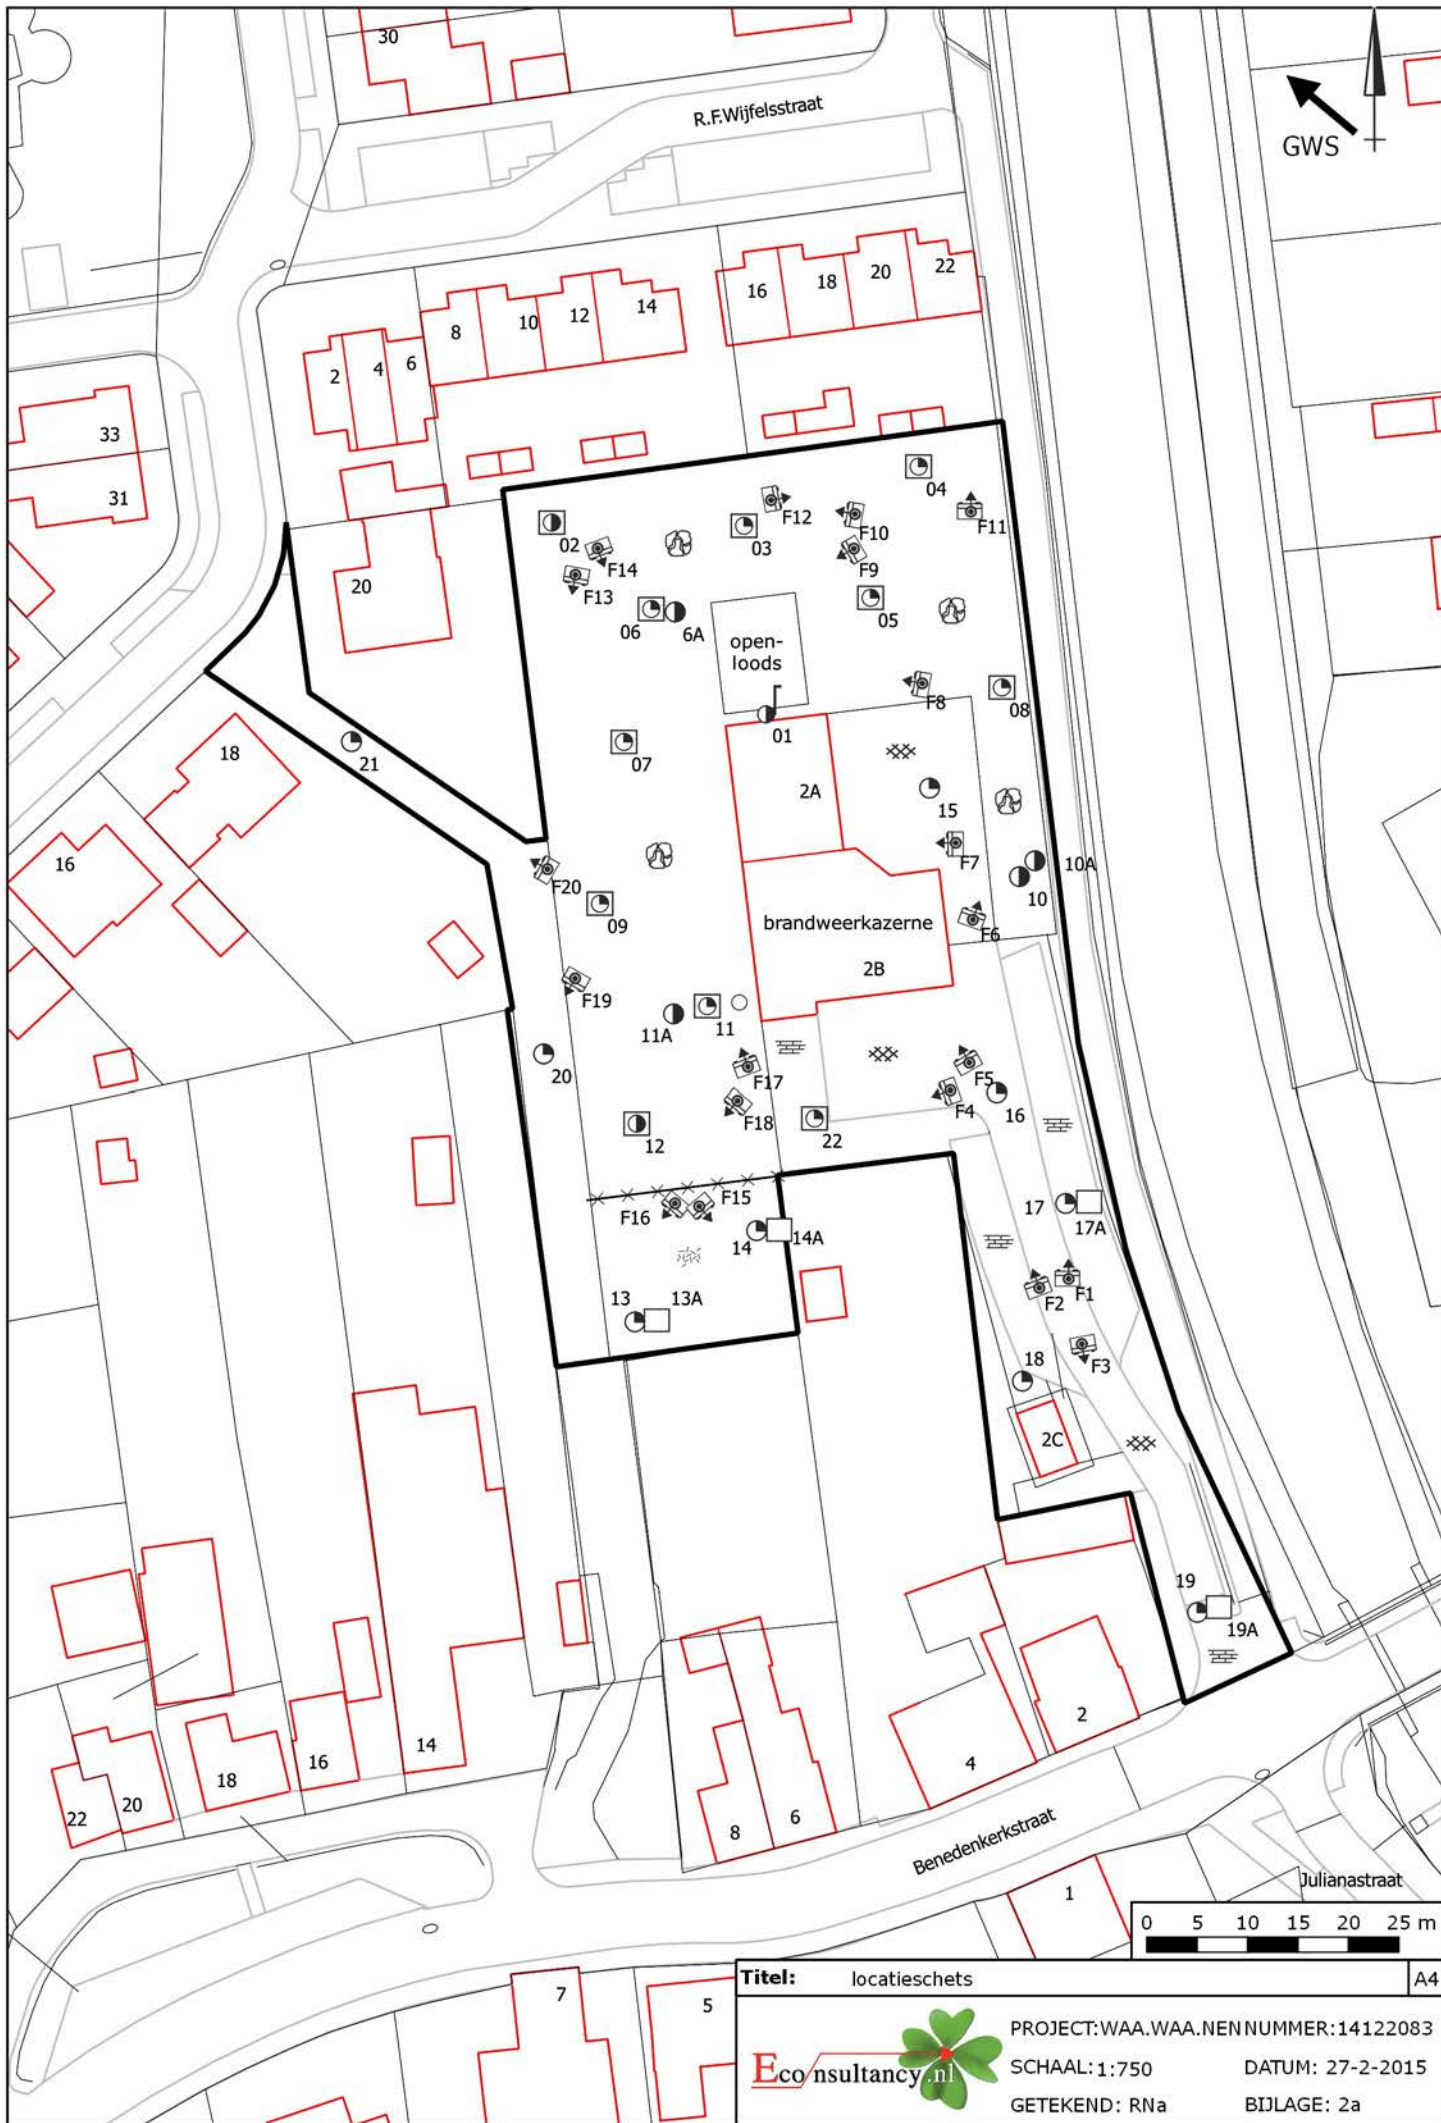 30
R.F.Wijfelsstraat
GWS
22
20
18
16
14
12
10
8
6
4
2
33
31
04
F12
F10
F11
02
03
F14
F9
F13
20
05
06
6A
open-
loods
F8
08
01
18
07
21
2A
15
16
F7
10A
F20
10
09
brandweerkazerne
F6
2B
F19
11A
11
20
F17
F5
F4
16
F18
12
22
F15
17
F16
17A
14
14A
13
13A
F2
F1
F3
18
2C
19
19A
2
14
16
4
18
20
22
6
8
Benedenkerkstraat
Julianastraat
1
0 5 10 15 20 25 m
7
5
Titel: locatieschets A4
PROJECT:WAA.WAA.NEN NUMMER:14122083
Econsultancy.nl
SCHAAL:1:750 DATUM: 27-2-2015
GETEKEND: RNa BIJLAGE: 2a